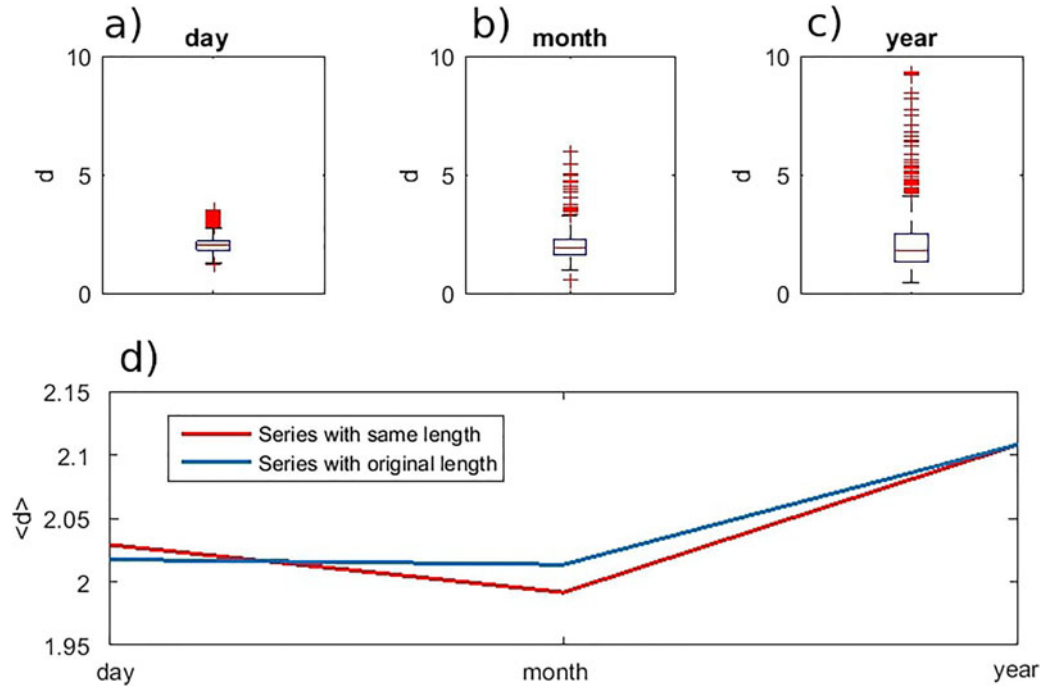 a)
day
10
5
0
d
b)
month
10
5
0
d
c)
year
10
5
0
d
d)
2.15
2.1
2.05
2
1.95
<d>
Series with same length
Series with original length
day
month
year